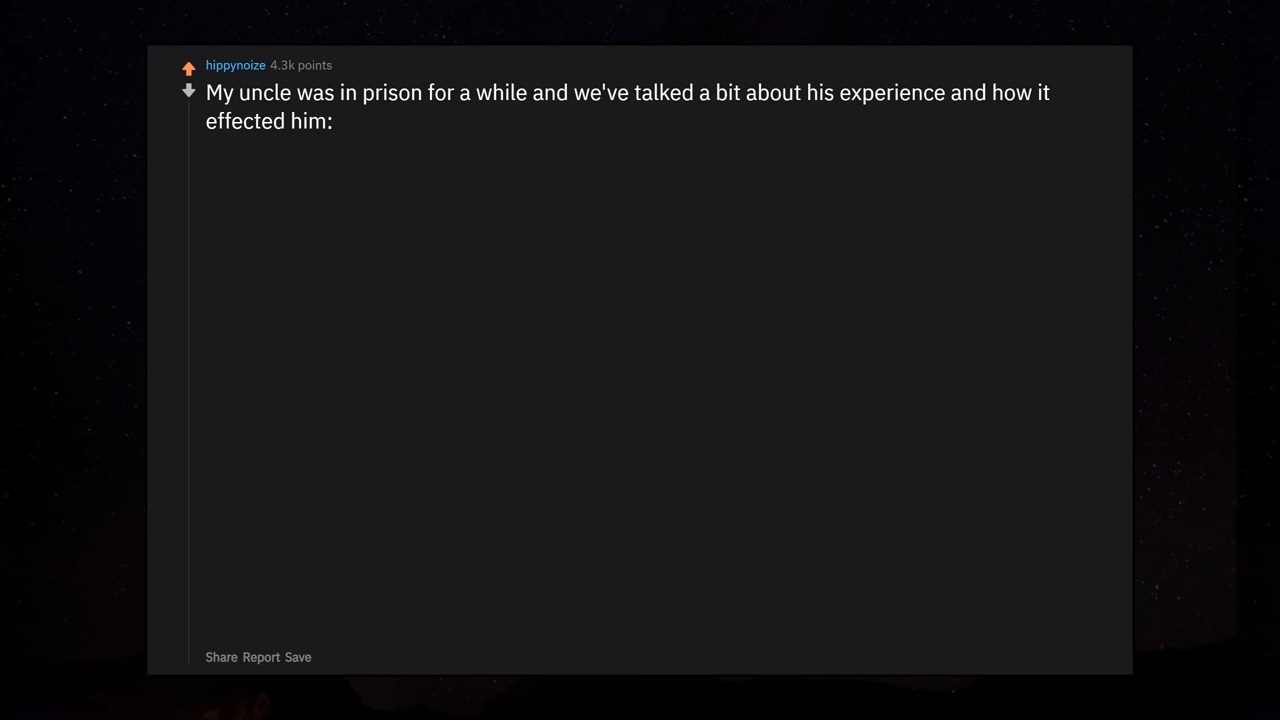 hippynoize 4.3k points
My uncle was in prison for a while and we've talked a bit about his experience and how it
effected him:
Share Report Save